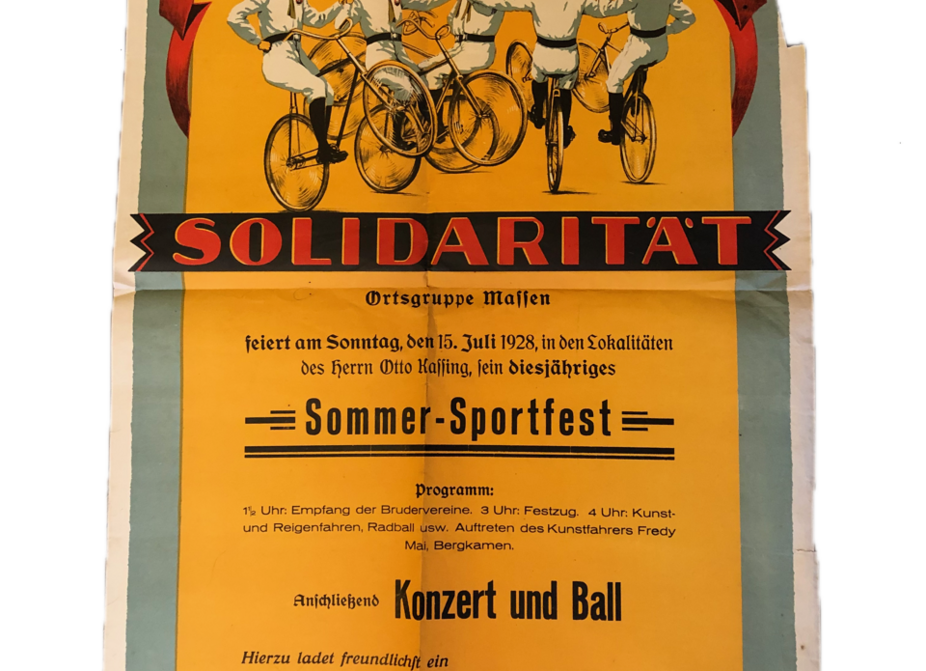 SOLIDARITÄT
Ortsgruppe Massen
feiert am Sonntag, den 15. Juli 1928, in den Lokalitäten
des Herrn Otto Kassing, sein diesjähriges
Sommer-Sportfest
Programm:
1½ Uhr: Empfang der Brudervereine. 3 Uhr: Festzug. 4 Uhr: Kunst-
und Reigenfahren, Radball usw. Auftreten des Kunstfahrers Fredy
Mai, Bergkamen.
Anschließend Konzert und Ball
Hierzu ladet freundlichst ein